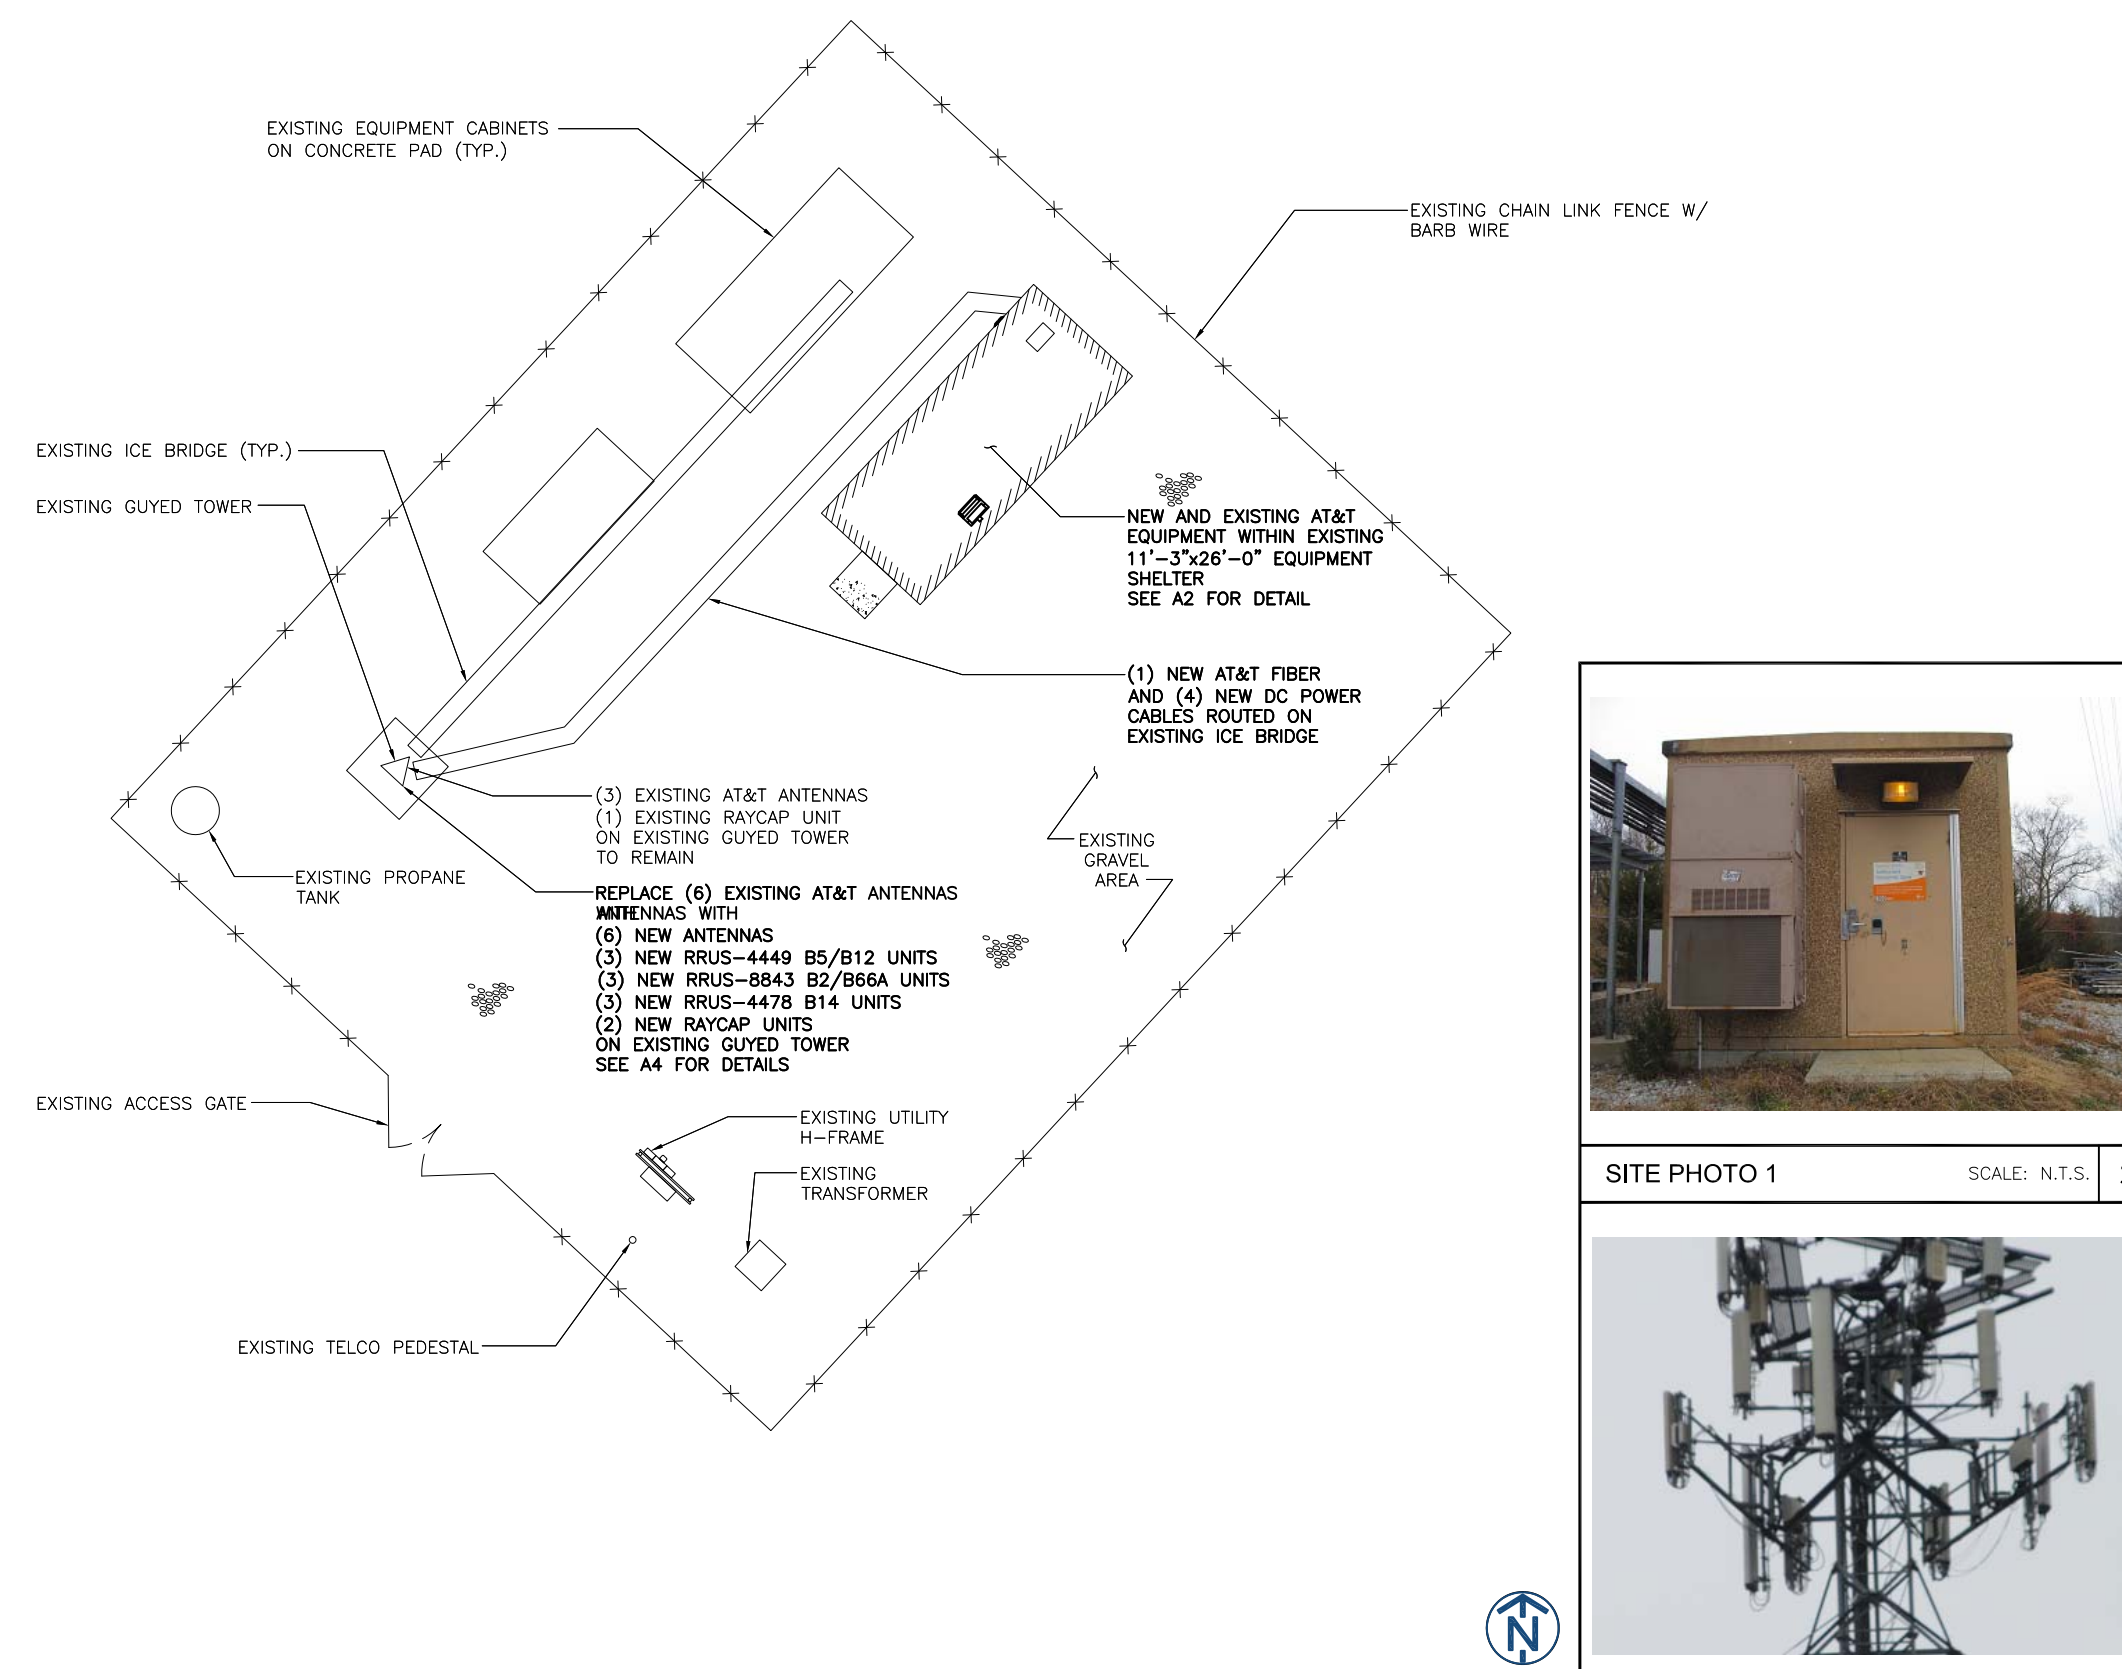 EXISTING EQUIPMENT CABINETS
ON CONCRETE PAD (TYP.)
EXISTING CHAIN LINK FENCE W/
BARB WIRE
EXISTING ICE BRIDGE (TYP.)
EXISTING GUYED TOWER
NEW AND EXISTING AT&T
EQUIPMENT WITHIN EXISTING
11'-3"x26'-0" EQUIPMENT
SHELTER
SEE A2 FOR DETAIL
(1) NEW AT&T FIBER
AND (4) NEW DC POWER
CABLES ROUTED ON
EXISTING ICE BRIDGE
(3) EXISTING AT&T ANTENNAS
(1) EXISTING RAYCAP UNIT
ON EXISTING GUYED TOWER
TO REMAIN
EXISTING
GRAVEL
AREA
EXISTING PROPANE
TANK
REPLACE (6) EXISTING AT&T ANTENNAS
ANTENNAS WITH
(6) NEW ANTENNAS
(3) NEW RRUS-4449 B5/B12 UNITS
(3) NEW RRUS-8843 B2/B66A UNITS
(3) NEW RRUS-4478 B14 UNITS
(2) NEW RAYCAP UNITS
ON EXISTING GUYED TOWER
SEE A4 FOR DETAILS
EXISTING ACCESS GATE
EXISTING UTILITY
H-FRAME
EXISTING
TRANSFORMER
EXISTING TELCO PEDESTAL
SITE PHOTO 1
SCALE: N.T.S.
N